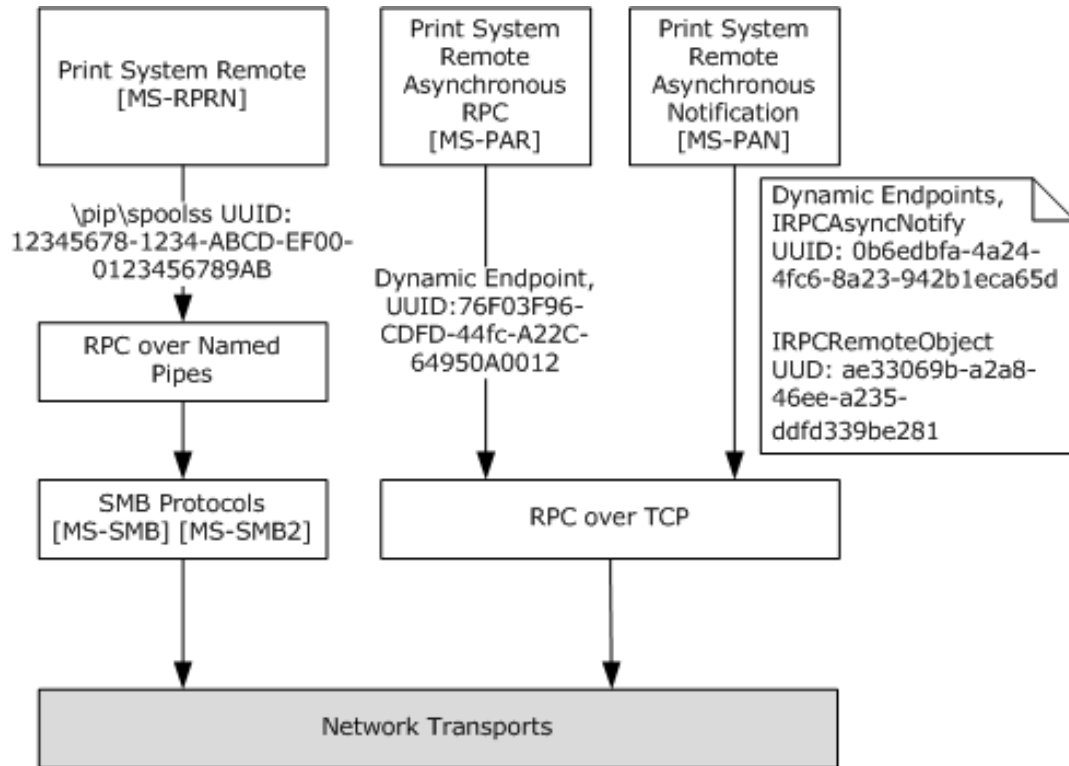 Print System Remote
[MS-RPRN]
Print System
Remote
Asynchronous
RPC
[MS-PAR]
Print System
Remote
Asynchronous
Notification
[MS-PAN]
\pip\spoolss UUID:
12345678-1234-ABCD-EF00-
0123456789AB
Dynamic Endpoint,
UUID:76F03F96-
CDFD-44fc-A22C-
64950A0012
Dynamic Endpoints,
IRPCAsyncNotify
UUID: 0b6edbfa-4a24-
4fc6-8a23-942b1eca65d
IRPCRemoteObject
UUD: ae33069b-a2a8-
46ee-a235-
ddfd339be281
RPC over Named
Pipes
SMB Protocols
[MS-SMB] [MS-SMB2]
RPC over TCP
Network Transports